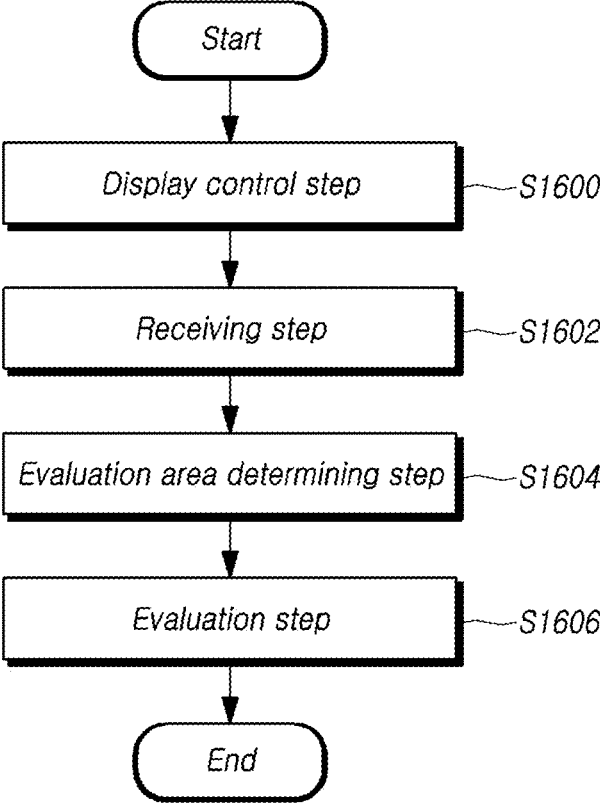 Start
Display control step
S1600
Receiving step
S1602
Evaluation area determining step
S1604
Evaluation step
S1606
End